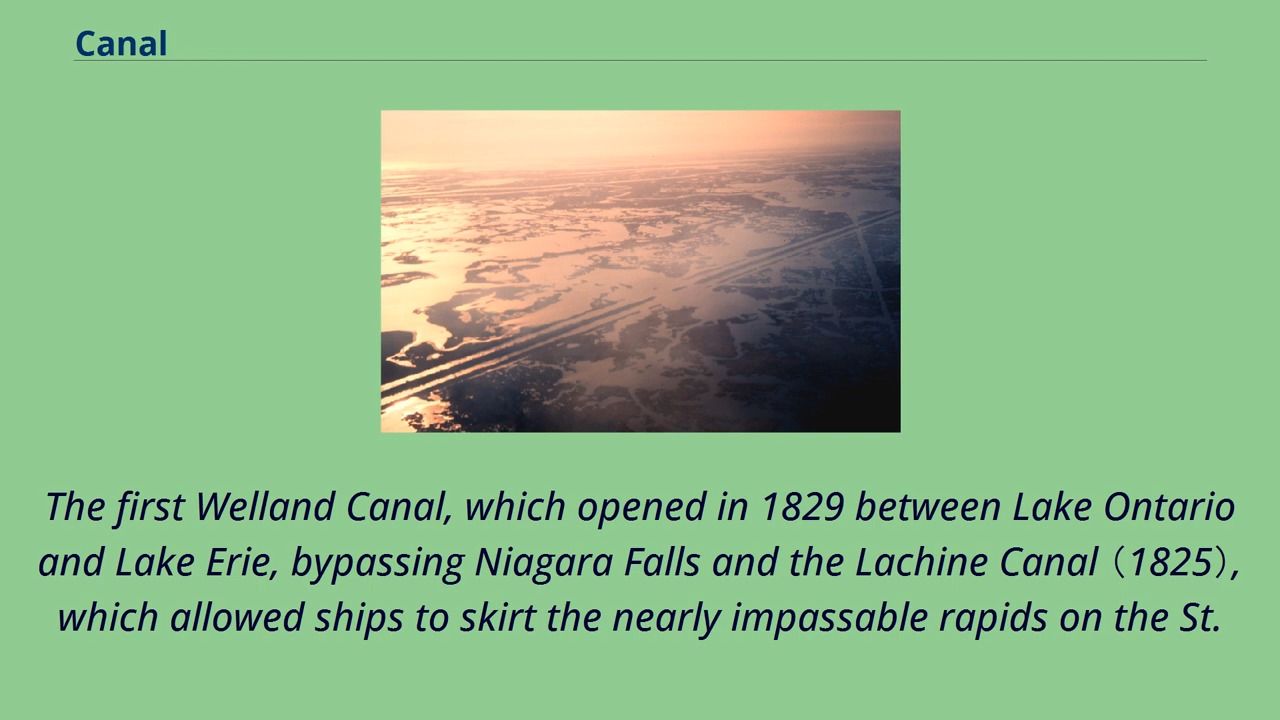 Canal
The first Welland Canal, which opened in 1829 between Lake Ontario
and Lake Erie, bypassing Niagara Falls and the Lachine Canal（1825）,
which allowed ships to skirt the nearly impassable rapids on the St.